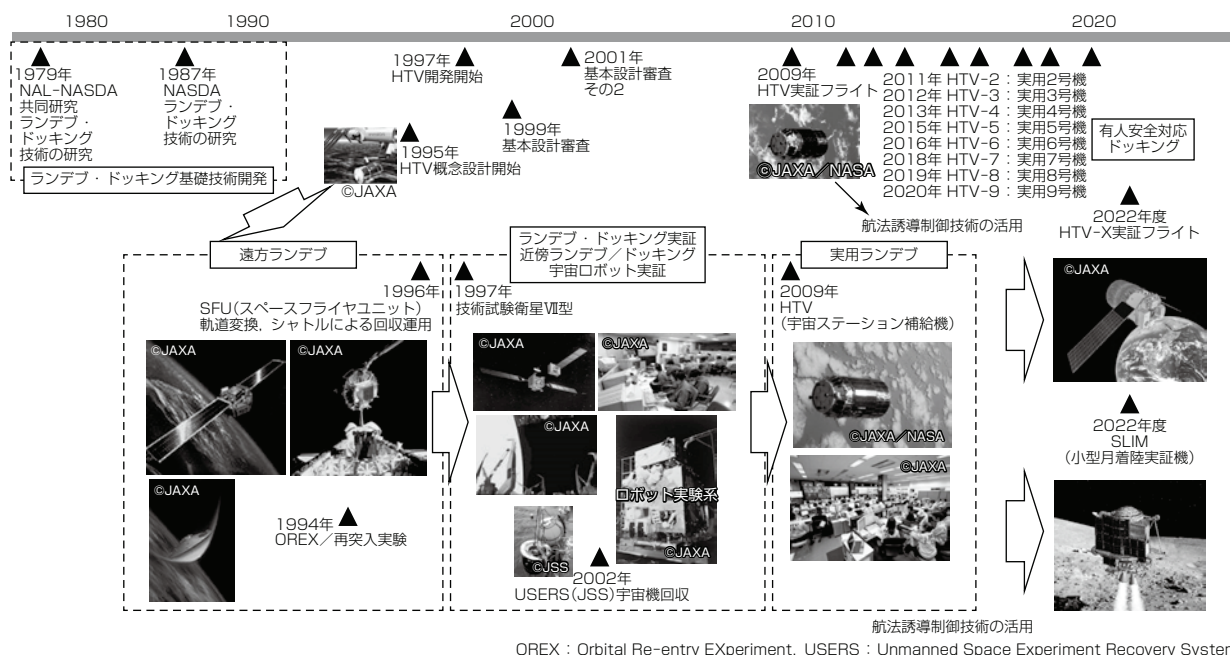 1980
1990
2000
2010
2020
1979年
NAL-NASDA
共同研究
ランデブ・
ドッキング
技術の研究
1987年
NASDA
ランデブ・
ドッキング
技術の研究
ランデブ・ドッキング基礎技術開発
©JAXA
1995年
HTV概念設計開始
1997年
HTV開発開始
1999年
基本設計審査
2001年
基本設計審査
その2
2009年
HTV実証フライト
©JAXA/NASA
2011年 HTV-2:実用2号機
2012年 HTV-3:実用3号機
2013年 HTV-4:実用4号機
2015年 HTV-5:実用5号機
2016年 HTV-6:実用6号機
2018年 HTV-7:実用7号機
2019年 HTV-8:実用8号機
2020年 HTV-9:実用9号機
有人安全対応
ドッキング
航法誘導制御技術の活用
2022年度
HTV-X実証フライト
遠方ランデブ
1996年
SFU(スペースフライヤユニット)
軌道変換,シャトルによる回収運用
©JAXA
©JAXA
©JAXA
1994年
OREX/再突入実験
ランデブ・ドッキング実証
近傍ランデブ/ドッキング
宇宙ロボット実証
1997年
技術試験衛星Ⅶ型
©JAXA
©JAXA
©JAXA
ロボット実験系
©JAXA
©JSS
2002年
USERS(JSS)宇宙機回収
実用ランデブ
2009年
HTV
(宇宙ステーション補給機)
©JAXA/NASA
©JAXA
©JAXA
2022年度
SLIM
(小型月着陸実証機)
©JAXA
航法誘導制御技術の活用
OREX:Orbital Re-entry EXperiment, USERS:Unmanned Space Experiment Recovery System